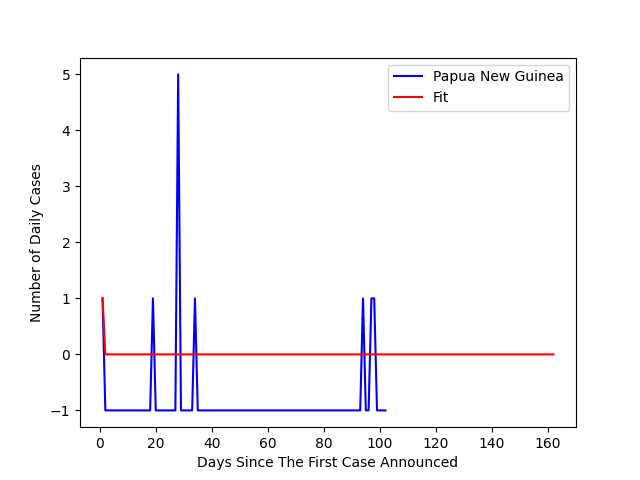 Papua New Guinea
Fit
5
4
3
2
1
0
−1
Number of Daily Cases
0 20 40 60 80 100 120 140 160
Days Since The First Case Announced